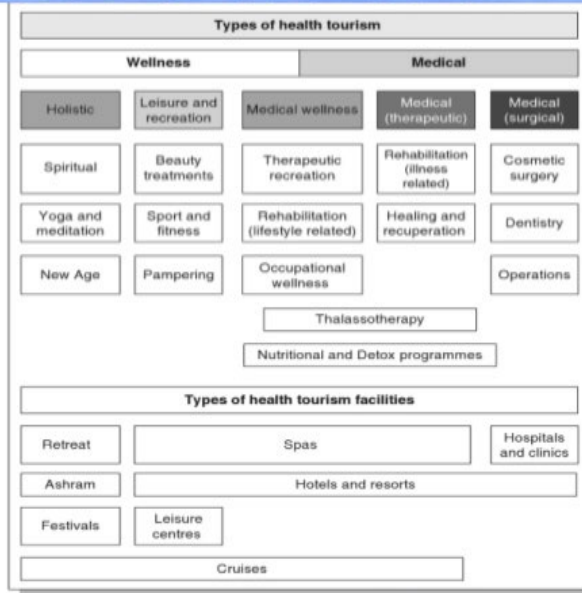 Types of health tourism
Wellness
Medical
Holistic
Leisure and
recreation
Medical wellness
Medical
(therapeutic)
Medical
(surgical)
Spiritual
Beauty
treatments
Therapeutic
recreation
Rehabilitation
(illness
related)
Cosmetic
surgery
Yoga and
meditation
Sport and
fitness
Rehabilitation
(lifestyle related)
Healing and
recuperation
Dentistry
New Age
Pampering
Occupational
wellness
Operations
Thalassotherapy
Nutritional and Detox programmes
Types of health tourism facilities
Retreat
Spas
Hospitals
and clinics
Ashram
Hotels and resorts
Festivals
Leisure
centres
Cruises